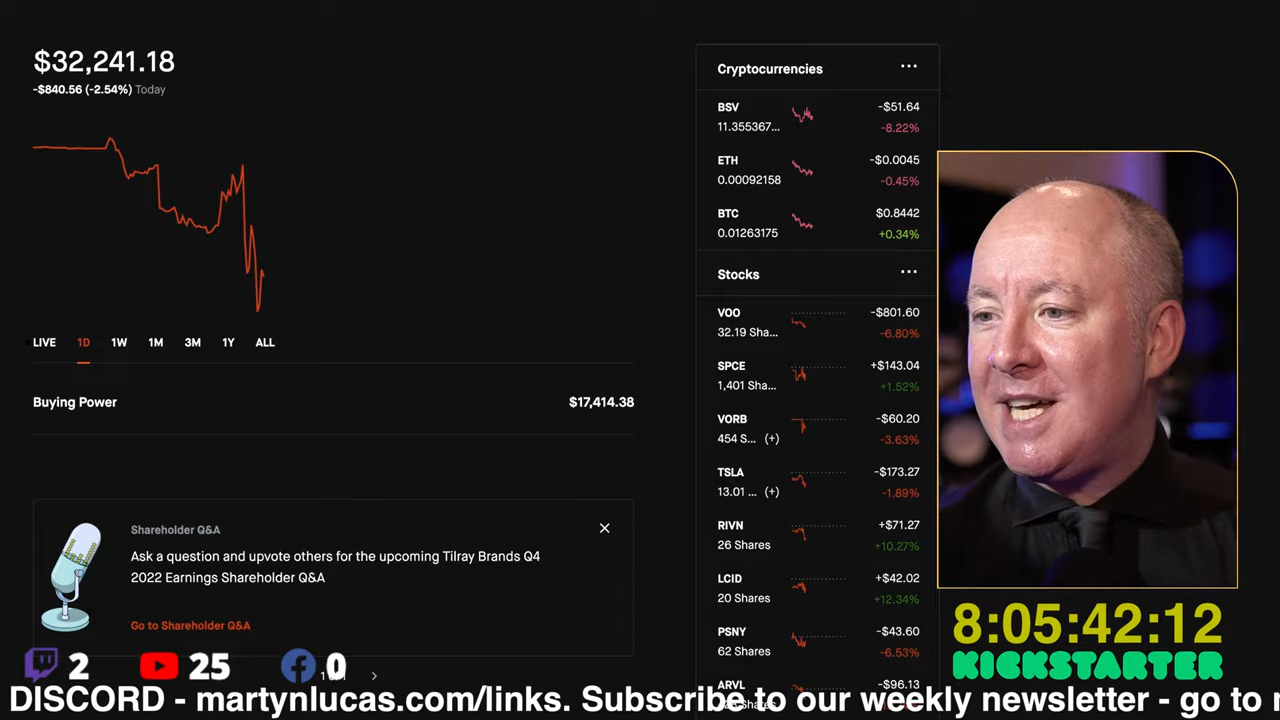 $32,241.18
-$840.56 (-2.54%) Today
LIVE 1D 1W 1M 3M 1Y ALL
Buying Power $17,414.38
Shareholder Q&A
Ask a question and upvote others for the upcoming Tilray Brands Q4
2022 Earnings Shareholder Q&A
Go to Shareholder Q&A
Cryptocurrencies
BSV -$51.64
11.355367... -8.22%
ETH -$0.0045
0.00092158 -0.45%
BTC $0.8442
0.01263175 +0.34%
Stocks
VOO -$801.60
32.19 Sha... -6.80%
SPCE +$143.04
1,401 Sha... +1.52%
VORB -$60.20
454 S... (+) -3.63%
TSLA -$173.27
13.01 ... (+) -1.89%
RIVN +$71.27
26 Shares +10.27%
LCID +$42.02
20 Shares +12.34%
PSNY -$43.60
62 Shares -6.53%
ARVL -$96.13
8:05:42:12
KICKSTARTER
2 25 0
DISCORD - martynlucas.com/links. Subscribe to our weekly newsletter - go to